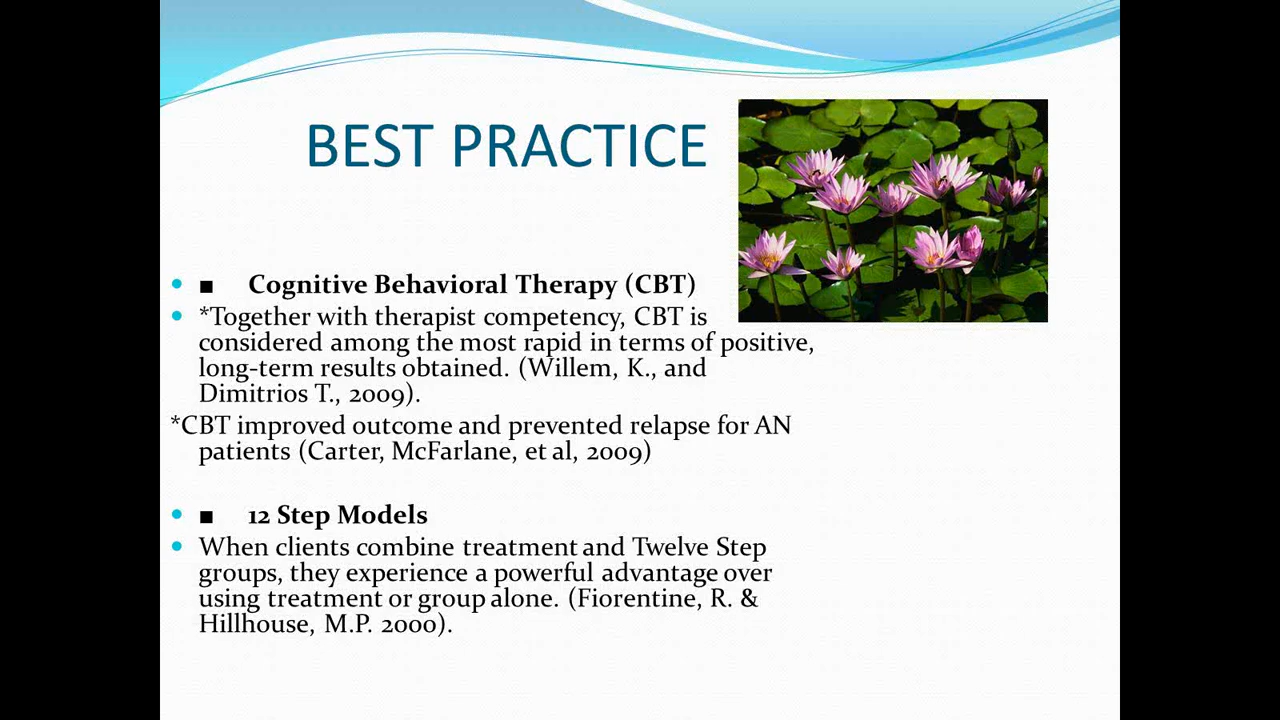 BEST PRACTICE
• ■ Cognitive Behavioral Therapy (CBT)
• *Together with therapist competency, CBT is
considered among the most rapid in terms of positive,
long-term results obtained. (Willem, K., and
Dimitrios T., 2009).
*CBT improved outcome and prevented relapse for AN
patients (Carter, McFarlane, et al, 2009)
• ■ 12 Step Models
• When clients combine treatment and Twelve Step
groups, they experience a powerful advantage over
using treatment or group alone. (Fiorentine, R. &
Hillhouse, M.P. 2000).